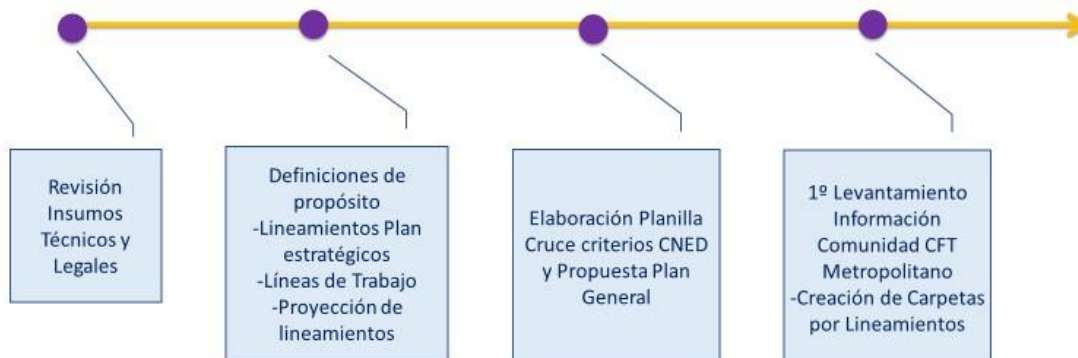 Revisión
Insumos
Técnicos y
Legales
Definiciones de
propósito
-Lineamientos Plan
estratégicos
-Líneas de Trabajo
-Proyección de
lineamientos
Elaboración Planilla
Cruce criterios CNED
y Propuesta Plan
General
1º Levantamiento
Información
Comunidad CFT
Metropolitano
-Creación de Carpetas
por Lineamientos